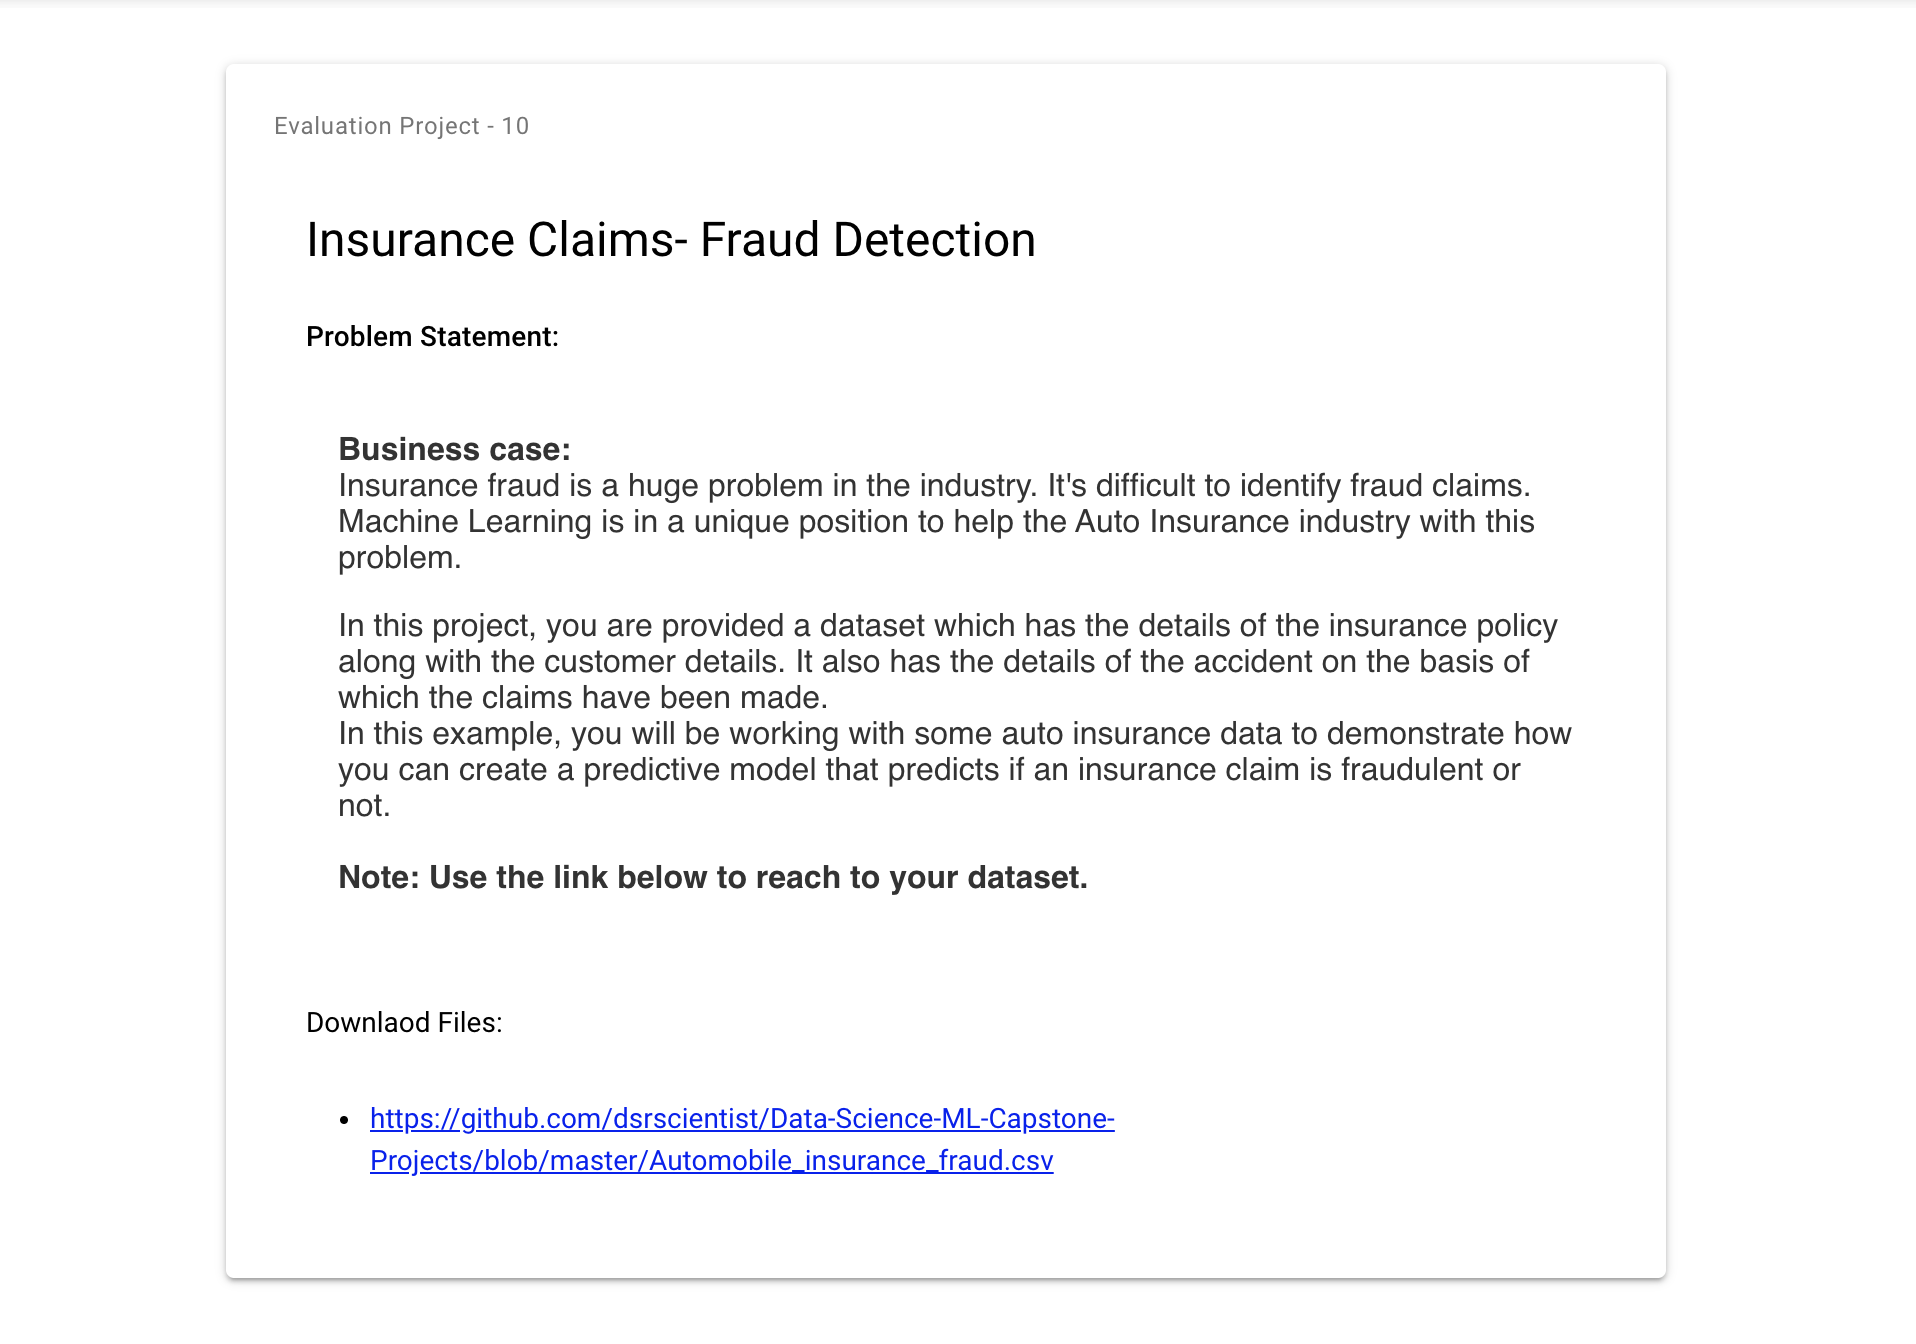 Evaluation Project - 10
Insurance Claims- Fraud Detection
Problem Statement:
Business case:
Insurance fraud is a huge problem in the industry. It's difficult to identify fraud claims.
Machine Learning is in a unique position to help the Auto Insurance industry with this
problem.
In this project, you are provided a dataset which has the details of the insurance policy
along with the customer details. It also has the details of the accident on the basis of
which the claims have been made.
In this example, you will be working with some auto insurance data to demonstrate how
you can create a predictive model that predicts if an insurance claim is fraudulent or
not.
Note: Use the link below to reach to your dataset.
Downlaod Files:
• https://github.com/dsrscientist/Data-Science-ML-Capstone-
Projects/blob/master/Automobile_insurance_fraud.csv